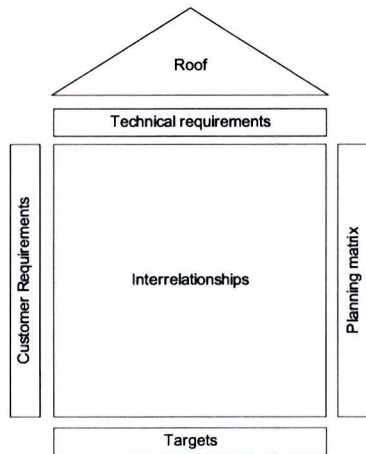 Roof
Technical requirements
Customer Requirements
Interrelationships
Planning matrix
Targets